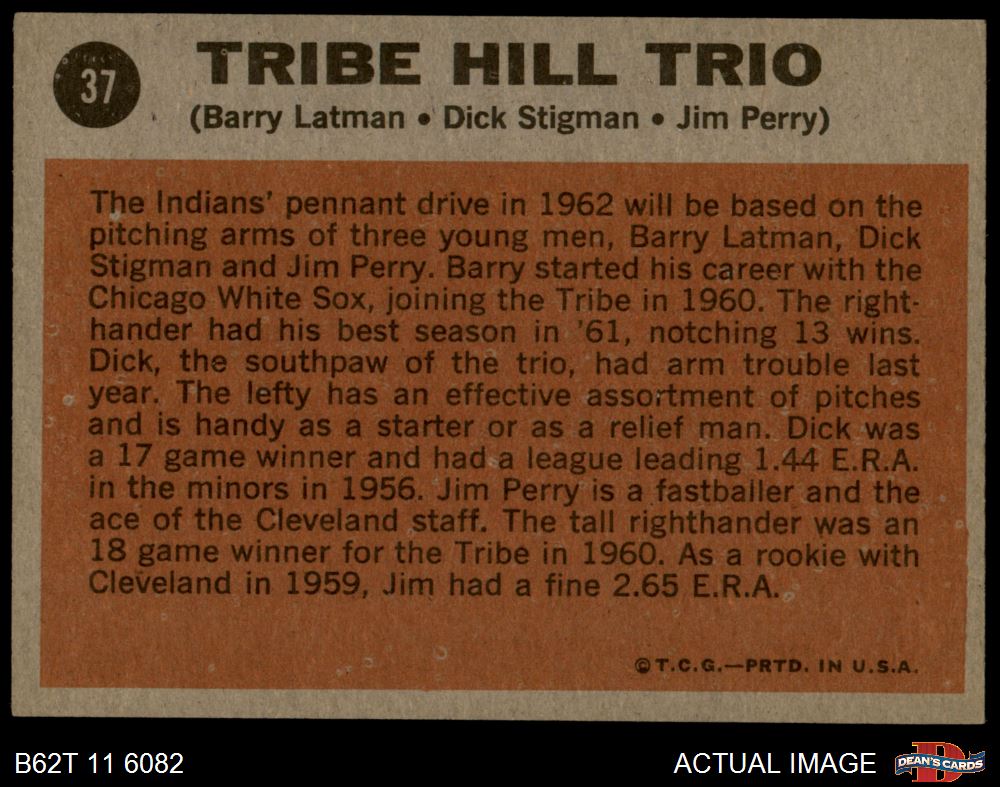 37
TRIBE HILL TRIO
(Barry Latman • Dick Stigman • Jim Perry)
The Indians' pennant drive in 1962 will be based on the
pitching arms of three young men, Barry Latman, Dick
Stigman and Jim Perry. Barry started his career with the
Chicago White Sox, joining the Tribe in 1960. The right-
hander had his best season in '61, notching 13 wins.
Dick, the southpaw of the trio, had arm trouble last
year. The lefty has an effective assortment of pitches
and is handy as a starter or as a relief man. Dick was
a 17 game winner and had a league leading 1.44 E.R.A.
in the minors in 1956. Jim Perry is a fastballer and the
ace of the Cleveland staff. The tall righthander was an
18 game winner for the Tribe in 1960. As a rookie with
Cleveland in 1959, Jim had a fine 2.65 E.R.A.
© T.C.G.—PRTD. IN U.S.A.
B62T 11 6082
ACTUAL IMAGE
DEAN'S CARDS